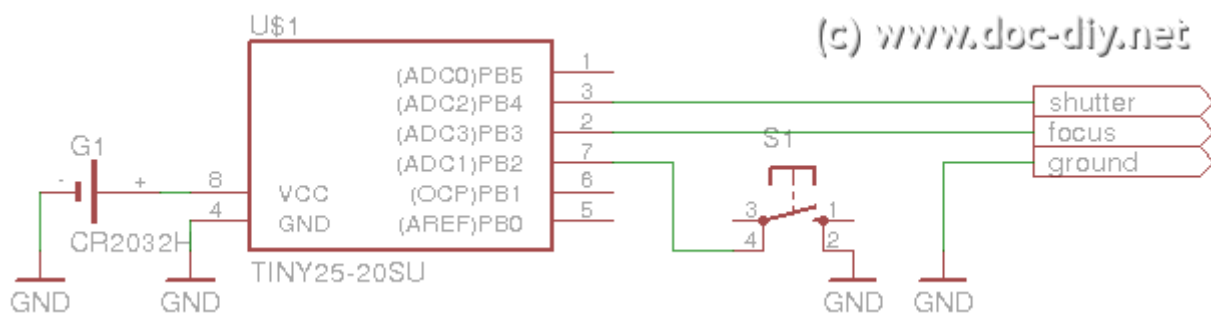 U$1
(c) www.doc-diy.net
(ADC0)PB5 1
(ADC2)PB4 3 shutter
(ADC3)PB3 2 focus
S1
G1
(ADC1)PB2 7 ground
- + 8 VCC (OCP)PB1 6
4 GND (AREF)PB0 5
3 1
4 2
CR2032H
TINY25-20SU
GND GND GND GND